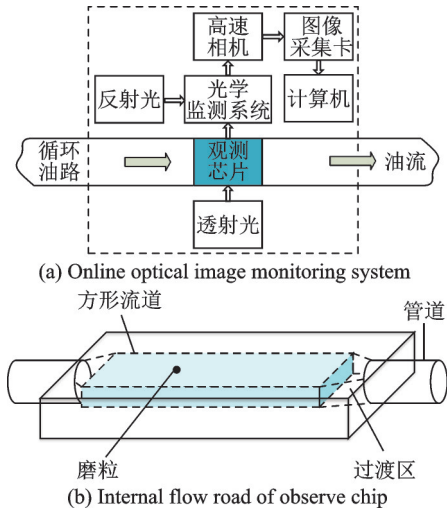 高速
相机
图像
采集卡
反射光
光学
监测系统
计算机
循环
油路
观测
芯片
油流
透射光
(a) Online optical image monitoring system
方形流道
管道
磨粒
过渡区
(b) Internal flow road of observe chip